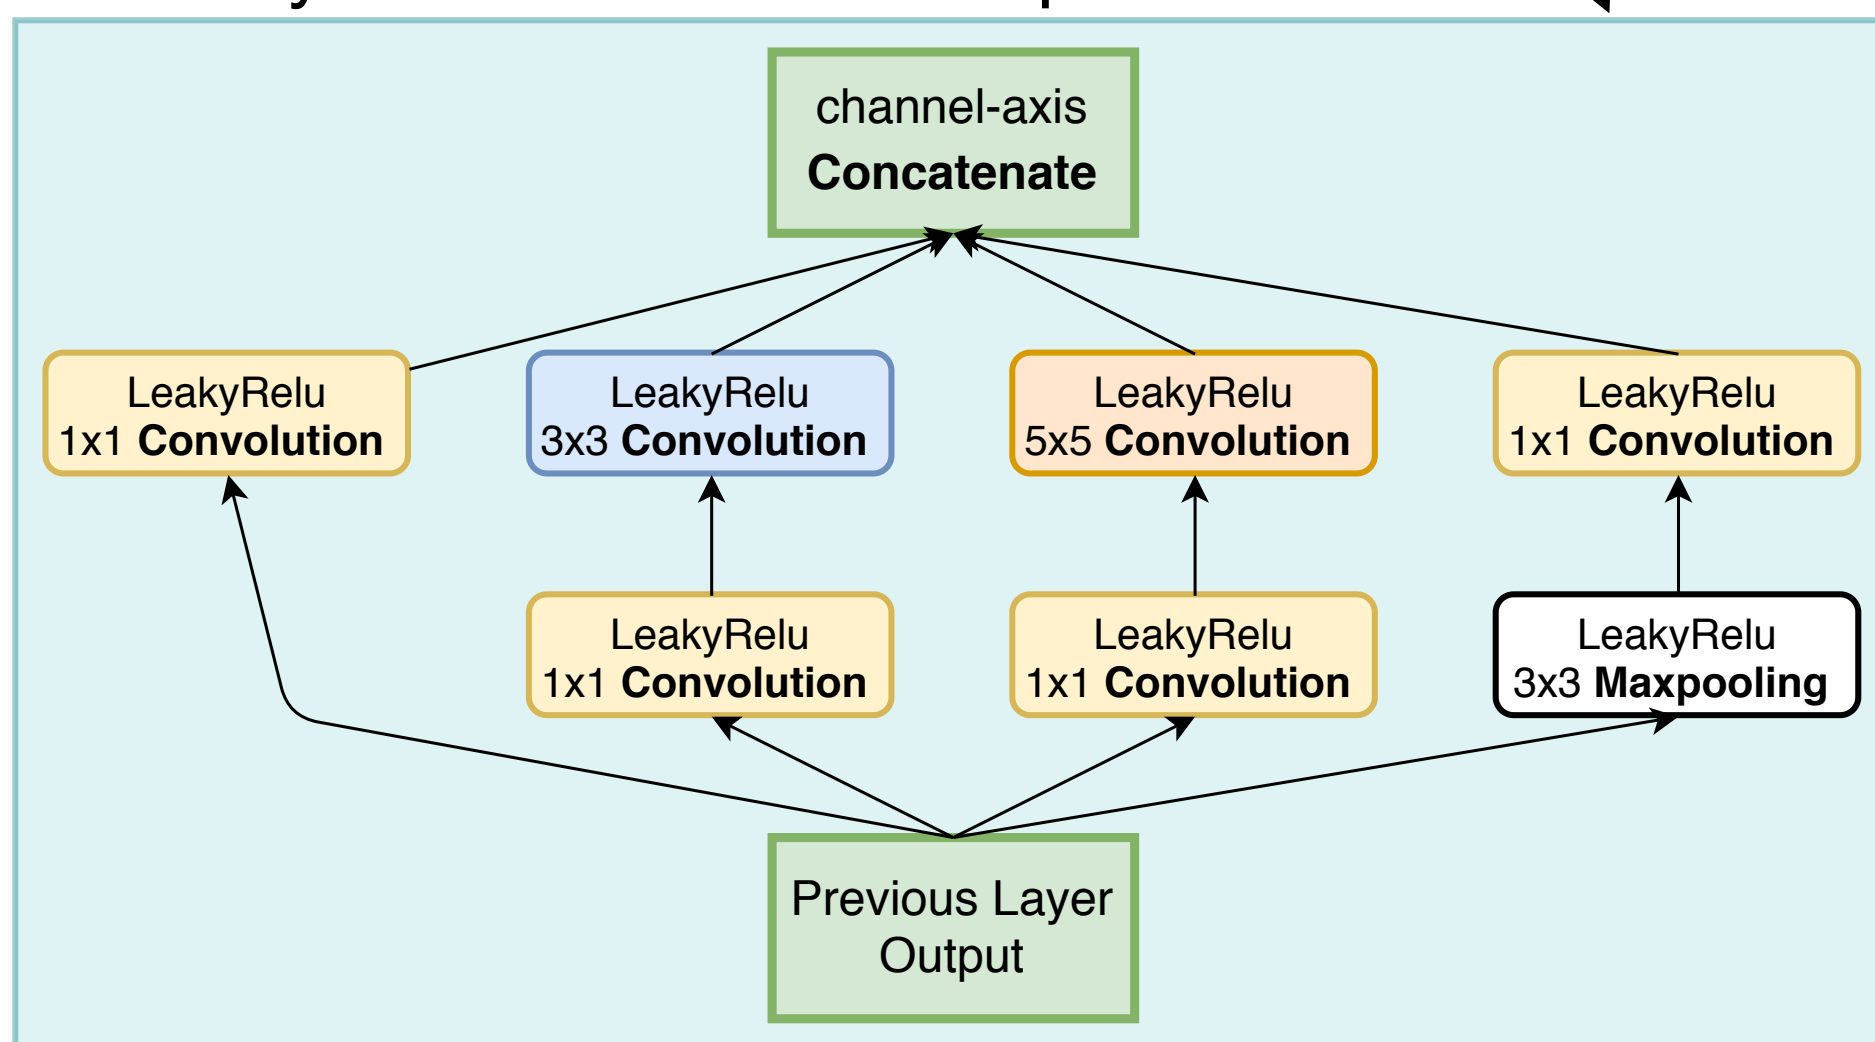 channel-axis
Concatenate
LeakyRelu
1x1 Convolution
LeakyRelu
3x3 Convolution
LeakyRelu
5x5 Convolution
LeakyRelu
1x1 Convolution
LeakyRelu
1x1 Convolution
LeakyRelu
1x1 Convolution
LeakyRelu
3x3 Maxpooling
Previous Layer
Output